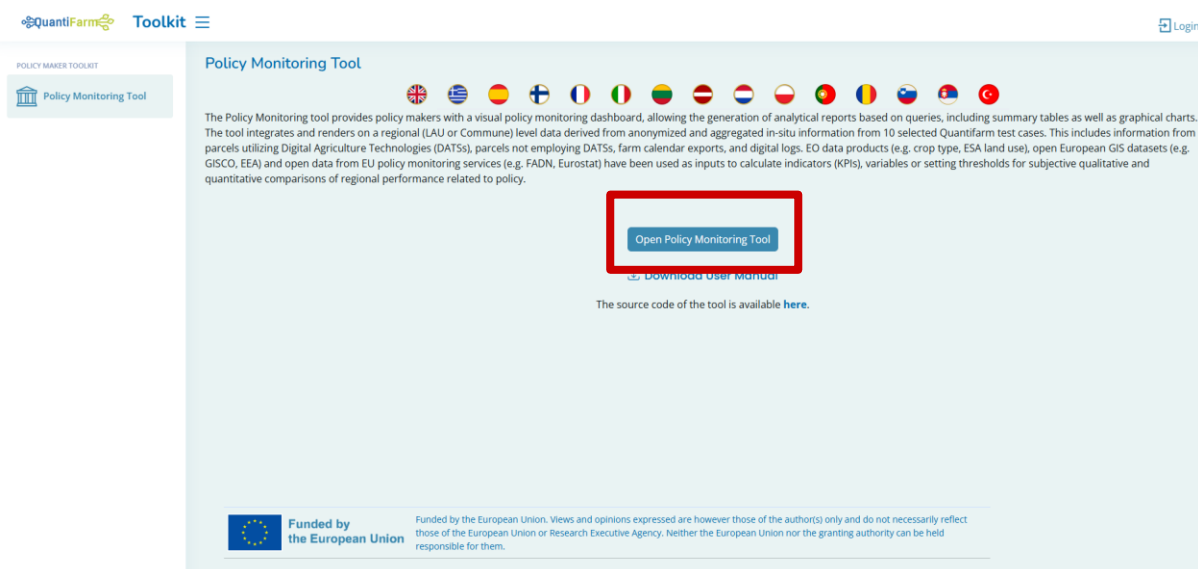 QuantiFarm Toolkit
Login
POLICY MAKER TOOLKIT
Policy Monitoring Tool
Policy Monitoring Tool
The Policy Monitoring tool provides policy makers with a visual policy monitoring dashboard, allowing the generation of analytical reports based on queries, including summary tables as well as graphical charts.
The tool integrates and renders on a regional (LAU or Commune) level data derived from anonymized and aggregated in-situ information from 10 selected Quantifarm test cases. This includes information from
parcels utilizing Digital Agriculture Technologies (DATSs), parcels not employing DATSs, farm calendar exports, and digital logs. EO data products (e.g. crop type, ESA land use), open European GIS datasets (e.g.
GISCO, EEA) and open data from EU policy monitoring services (e.g. FADN, Eurostat) have been used as inputs to calculate indicators (KPIs), variables or setting thresholds for subjective qualitative and
quantitative comparisons of regional performance related to policy.
Open Policy Monitoring Tool
Download User Manual
The source code of the tool is available here.
Funded by
the European Union
Funded by the European Union. Views and opinions expressed are however those of the author(s) only and do not necessarily reflect
those of the European Union or Research Executive Agency. Neither the European Union nor the granting authority can be held
responsible for them.